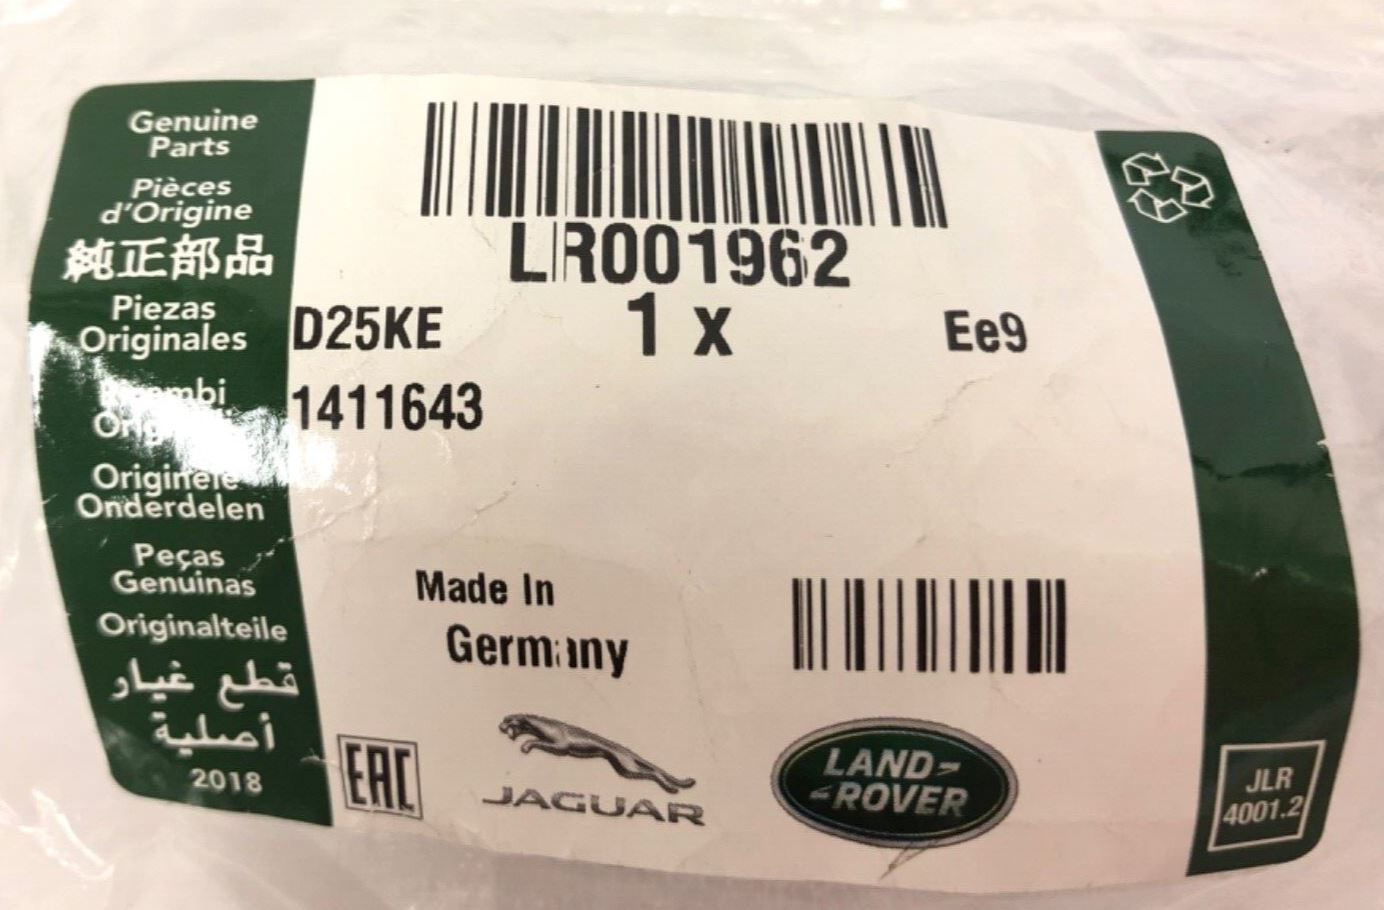 Genuine
Parts
Pièces
d'Origine
純正部品
Piezas
Originales
Originele
Onderdelen
Peças
Genuinas
Originalteile
قطع غيار
أصلية
2018
LR001962
D25KE
1 x
Ee9
1411643
Made In
Germany
EAC
JAGUAR
LAND-
-ROVER
JLR
4001.2